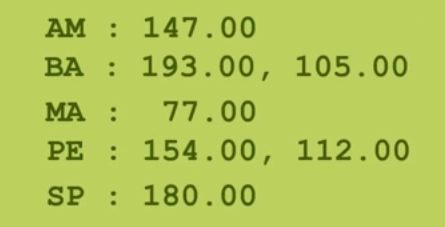 AM : 147.00
BA : 193.00, 105.00
MA :  77.00
PE : 154.00, 112.00
SP : 180.00